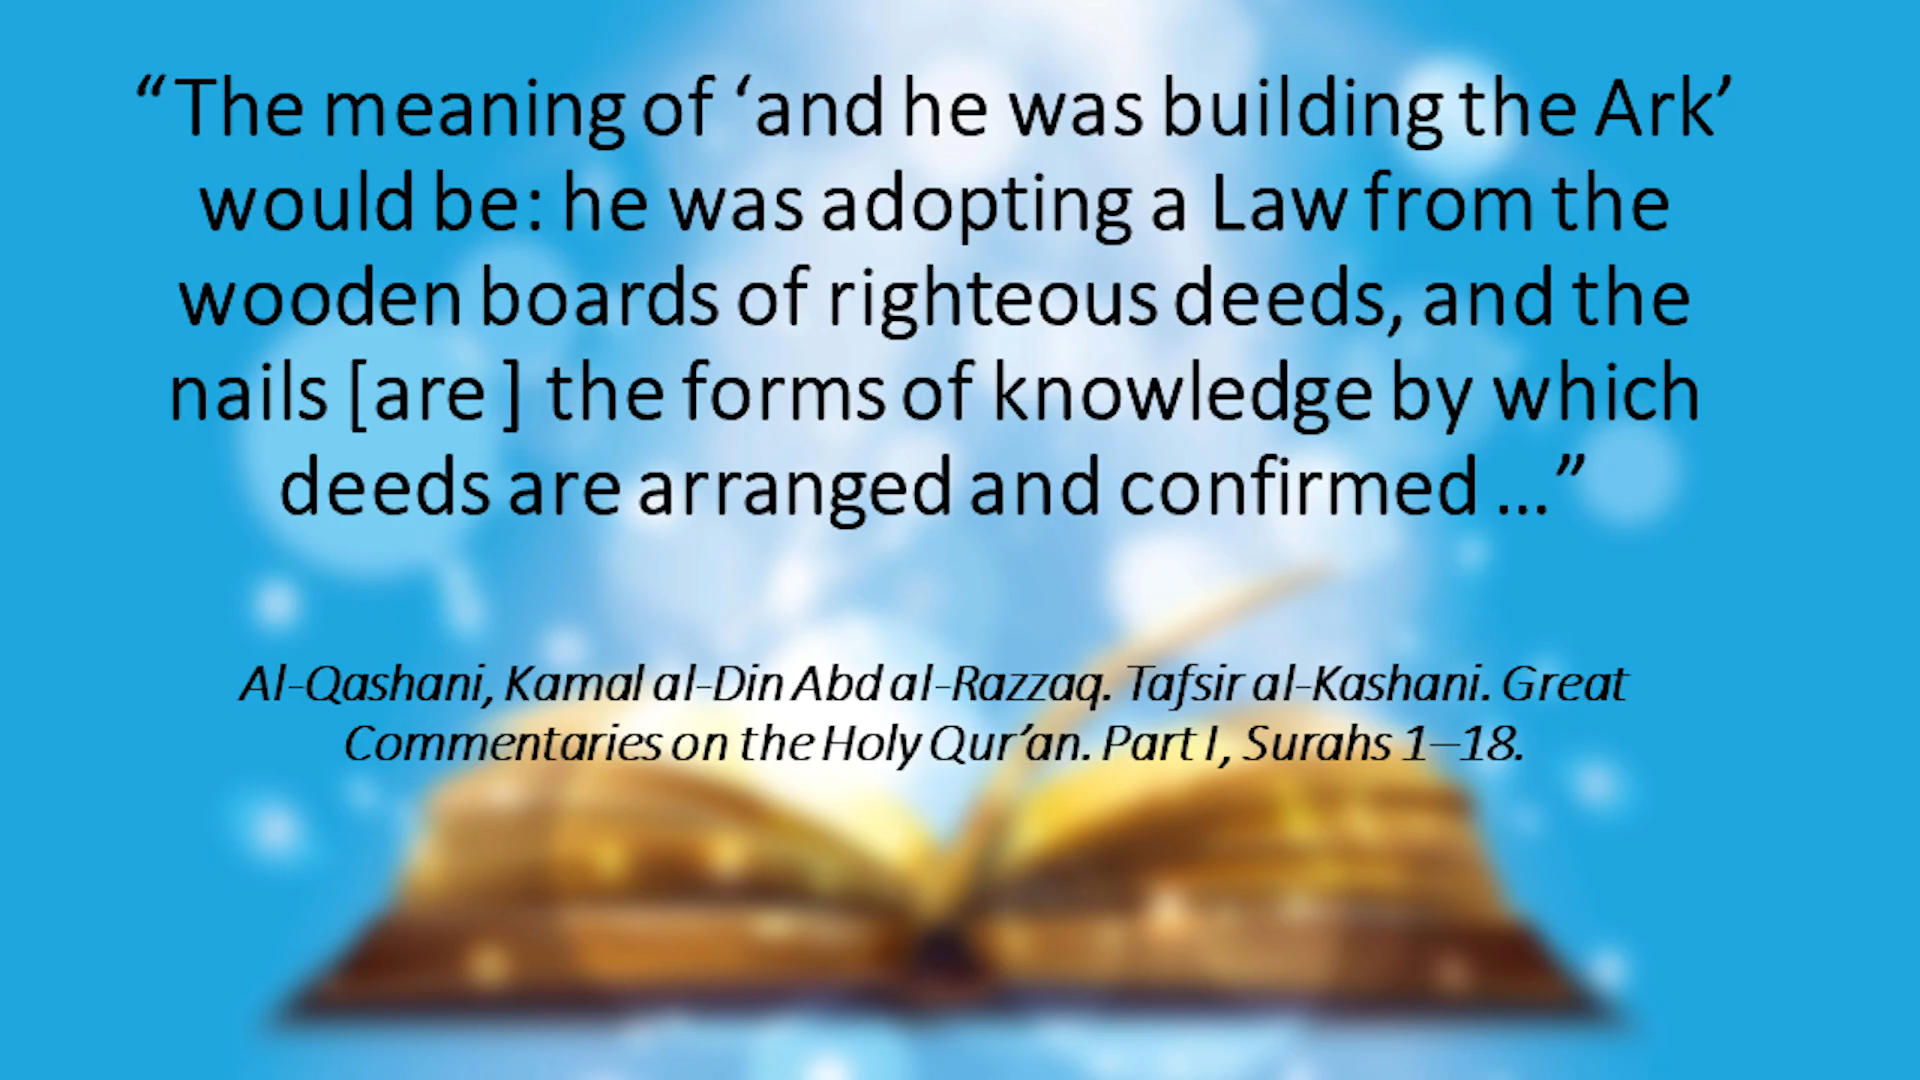 “The meaning of ‘and he was building the Ark’
would be: he was adopting a Law from the
wooden boards of righteous deeds, and the
nails [are ] the forms of knowledge by which
deeds are arranged and confirmed …”
Al-Qashani, Kamal al-Din Abd al-Razzaq. Tafsir al-Kashani. Great
Commentaries on the Holy Qur’an. Part I, Surahs 1–18.